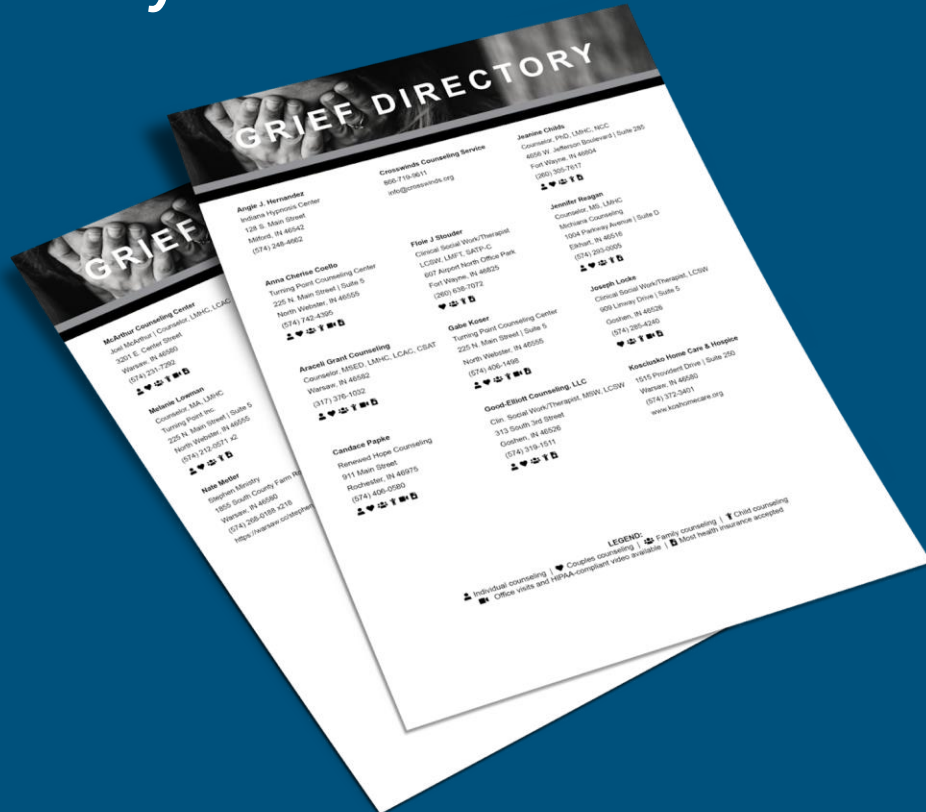 y
GRIEF DIRECTORY
Angie J. Hernandez
Indiana Hypnosis Center
128 S. Main Street
Milford, IN 46542
(574) 248-4662
Anna Cherise Coello
Turning Point Counseling Center
225 N. Main Street | Suite 5
North Webster, IN 46555
(574) 742-4395
Araceli Grant Counseling
Counselor, MSED, LMHC, LCAC, CSAT
Warsaw, IN 46582
(317) 376-1032
Candace Papke
Renewed Hope Counseling
911 Main Street
Rochester, IN 46975
(574) 406-0580
Crosswinds Counseling Service
800-719-9611
info@crosswinds.org
Floie J Stouder
Clinical Social Work/Therapist
LCSW, LMFT, SATP-C
607 Airport North Office Park
Fort Wayne, IN 46825
(260) 638-7072
Gabe Koser
Turning Point Counseling Center
225 N. Main Street | Suite 5
North Webster, IN 46555
(574) 406-1498
Good-Elliott Counseling, LLC
Clin. Social Work/Therapist, MSW, LCSW
313 South 3rd Street
Goshen, IN 46526
(574) 319-1511
Jeanine Childs
Counselor, PhD, LMHC, NCC
4656 W. Jefferson Boulevard | Suite 285
Fort Wayne, IN 46804
(260) 305-7617
Jennifer Reagan
Counselor, MS, LMHC
Michiana Counseling
1004 Parkway Avenue | Suite D
Elkhart, IN 46516
(574) 293-0005
Joseph Locke
Clinical Social Work/Therapist, LCSW
909 Linway Drive | Suite 5
Goshen, IN 46526
(574) 285-4240
Kosciusko Home Care & Hospice
1515 Provident Drive | Suite 250
Warsaw, IN 46580
(574) 372-3401
www.koshomecare.org
LEGEND:
Individual counseling | Couples counseling | Family counseling | Child counseling
Office visits and HIPAA-compliant video available | Most health insurance accepted
GRIEF
McArthur Counseling Center
Joel McArthur | Counselor, LMHC, LCAC
3201 E. Center Street
Warsaw, IN 46580
(574) 231-7292
Melanie Lowman
Counselor, MA, LMHC
Turning Point Inc.
225 N. Main Street | Suite 5
North Webster, IN 46555
(574) 212-0571 x2
Nate Metler
Stephen Ministry
1855 South County Farm
Warsaw, IN 46580
(574) 268-0188 x218
https://warsaw.cc/stephen